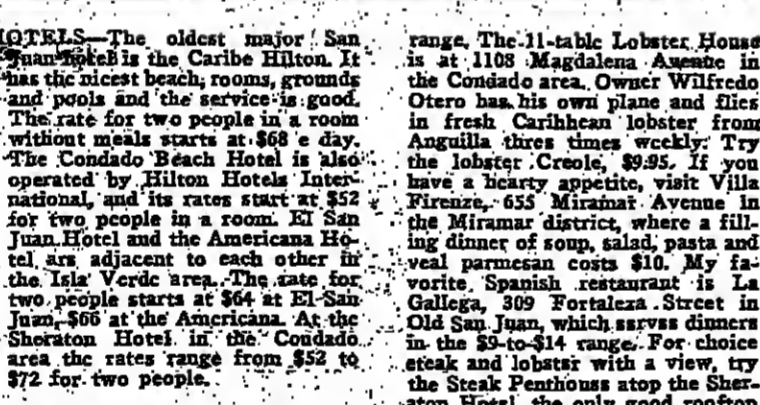 HOTELS—The oldest major San
Juan hotel is the Caribe Hilton. It
has the nicest beach, rooms, grounds
and pools and the service is good.
The rate for two people in a room
without meals starts at $68 e day.
The Condado Beach Hotel is also
operated by Hilton Hotels Inter-
national, and its rates start at $52
for two people in a room. El San
Juan Hotel and the Americana Ho-
tel ars adjacent to each other in
the Isla Verde area. The rate for
two people starts at $64 at El San
Juan, $66 at the Americana. At the
Sheraton Hotel in the Condado
area the rates range from $52 to
$72 for two people.
range. The 11-table Lobster House
is at 1108 Magdalena Avenue in
the Condado area. Owner Wilfredo
Otero has his own plane and flies
in fresh Caribbean lobster from
Anguilla thres times weekly. Try
the lobster Creole, $9.95. If you
have a hearty appetite, visit Villa
Firenze, 655 Miramar Avenue in
the Miramar district, where a fill-
ing dinner of soup, salad, pasta and
veal parmesan costs $10. My fa-
vorite Spanish restaurant is La
Gallega, 309 Fortaleza Street in
Old San Juan, which ssrvss dinners
in the $9-to-$14 range. For choice
eteak and lobstsr with a view, try
the Steak Penthouss atop the Sher-
aton Hotel, the only good rooftop